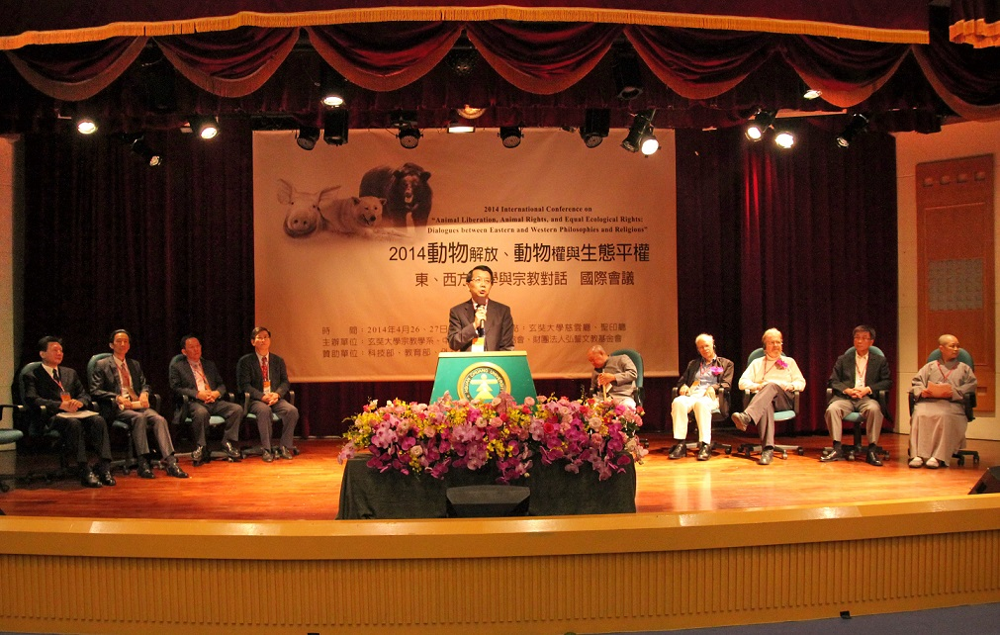 2014 International Conference on
"Animal Liberation, Animal Rights, and Equal Ecological Rights:
Dialogues between Eastern and Western Philosophies and Religions"
2014動物解放、動物權與生態平權
東、西方 學與宗教對話 國際會議
時 間：2014年4月26、27日 點：玄奘大學慈雲廳、聖印廳
主辦單位：玄奘大學宗教學系、 會、財團法人弘誓文教基金會
贊助單位：科技部、教育部